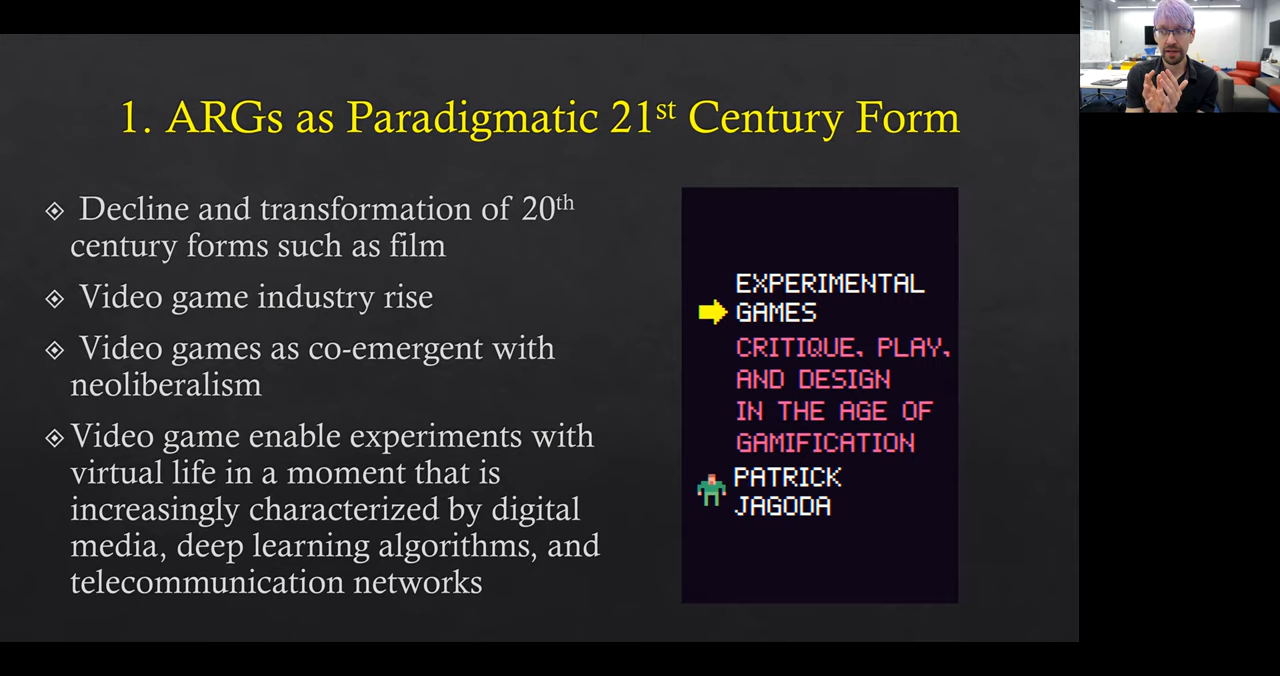 1. ARGs as Paradigmatic 21st Century Form
Decline and transformation of 20th
century forms such as film
Video game industry rise
Video games as co-emergent with
neoliberalism
Video game enable experiments with
virtual life in a moment that is
increasingly characterized by digital
media, deep learning algorithms, and
telecommunication networks
EXPERIMENTAL
GAMES
CRITIQUE, PLAY,
AND DESIGN
IN THE AGE OF
GAMIFICATION
PATRICK
JAGODA